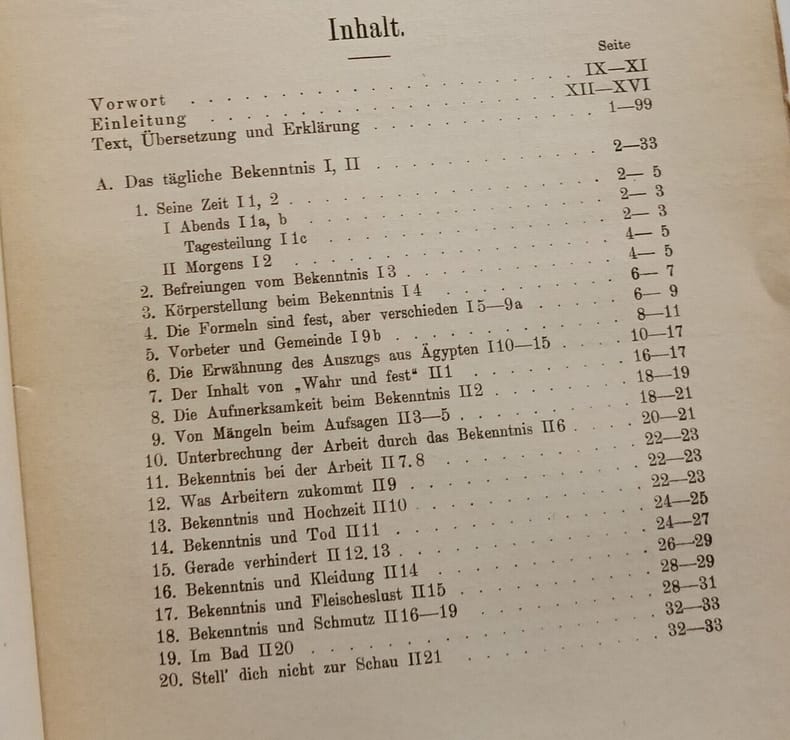 Inhalt.
Seite
Vorwort . . . . . . . . . . . . . . . . IX—XI
Einleitung . . . . . . . . . . . . . . . XII—XVI
Text, Übersetzung und Erklärung . . . . . . . . 1—99
A. Das tägliche Bekenntnis I, II . . . . . . . . 2—33
1. Seine Zeit I 1, 2 . . . . . . . . . . . 2— 5
I Abends I 1a, b . . . . . . . . . . . 2— 3
Tagesteilung I 1c . . . . . . . . . . 2— 3
II Morgens I 2 . . . . . . . . . . . 4— 5
2. Befreiungen vom Bekenntnis I 3 . . . . . . . 4— 5
3. Körperstellung beim Bekenntnis I 4 . . . . . . 6— 7
4. Die Formeln sind fest, aber verschieden I 5—9a . . . 6— 9
5. Vorbeter und Gemeinde I 9b . . . . . . . . 8—11
6. Die Erwähnung des Auszugs aus Ägypten I 10—15 . . . 10—17
7. Der Inhalt von „Wahr und fest“ II 1 . . . . . . 16—17
8. Die Aufmerksamkeit beim Bekenntnis II 2 . . . . . 18—19
9. Von Mängeln beim Aufsagen II 3—5 . . . . . . 18—21
10. Unterbrechung der Arbeit durch das Bekenntnis II 6 . . 20—21
11. Bekenntnis bei der Arbeit II 7. 8 . . . . . . . 22—23
12. Was Arbeitern zukommt II 9 . . . . . . . . 22—23
13. Bekenntnis und Hochzeit II 10 . . . . . . . . 22—23
14. Bekenntnis und Tod II 11 . . . . . . . . . 24—25
15. Gerade verhindert II 12. 13 . . . . . . . . . 24—27
16. Bekenntnis und Kleidung II 14 . . . . . . . . 26—29
17. Bekenntnis und Fleischeslust II 15 . . . . . . . 28—29
18. Bekenntnis und Schmutz II 16—19 . . . . . . . 28—31
19. Im Bad II 20 . . . . . . . . . . . . . 32—33
20. Stell’ dich nicht zur Schau II 21 . . . . . . . 32—33